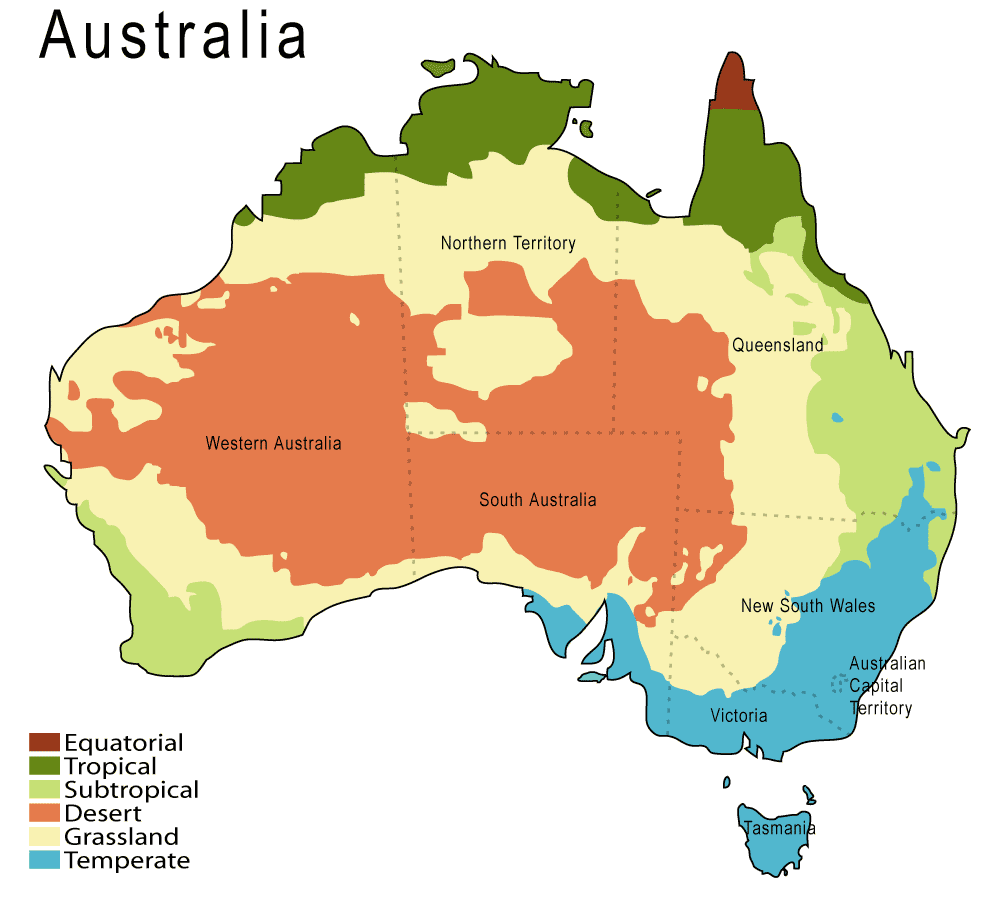 Australia
Northern Territory
Queensland
Western Australia
South Australia
New South Wales
Australian
Capital
Territory
Victoria
Tasmania
Equatorial
Tropical
Subtropical
Desert
Grassland
Temperate